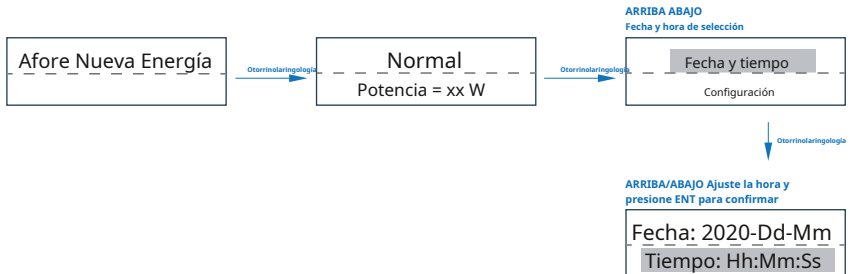 ARRIBA ABAJO
Fecha y hora de selección
Afore Nueva Energía
Otorrinolaringología
Normal
Potencia = xx W
Otorrinolaringología
Fecha y tiempo
Configuración
Otorrinolaringología
ARRIBA/ABAJO Ajuste la hora y
presione ENT para confirmar
Fecha: 2020-Dd-Mm
Tiempo: Hh:Mm:Ss